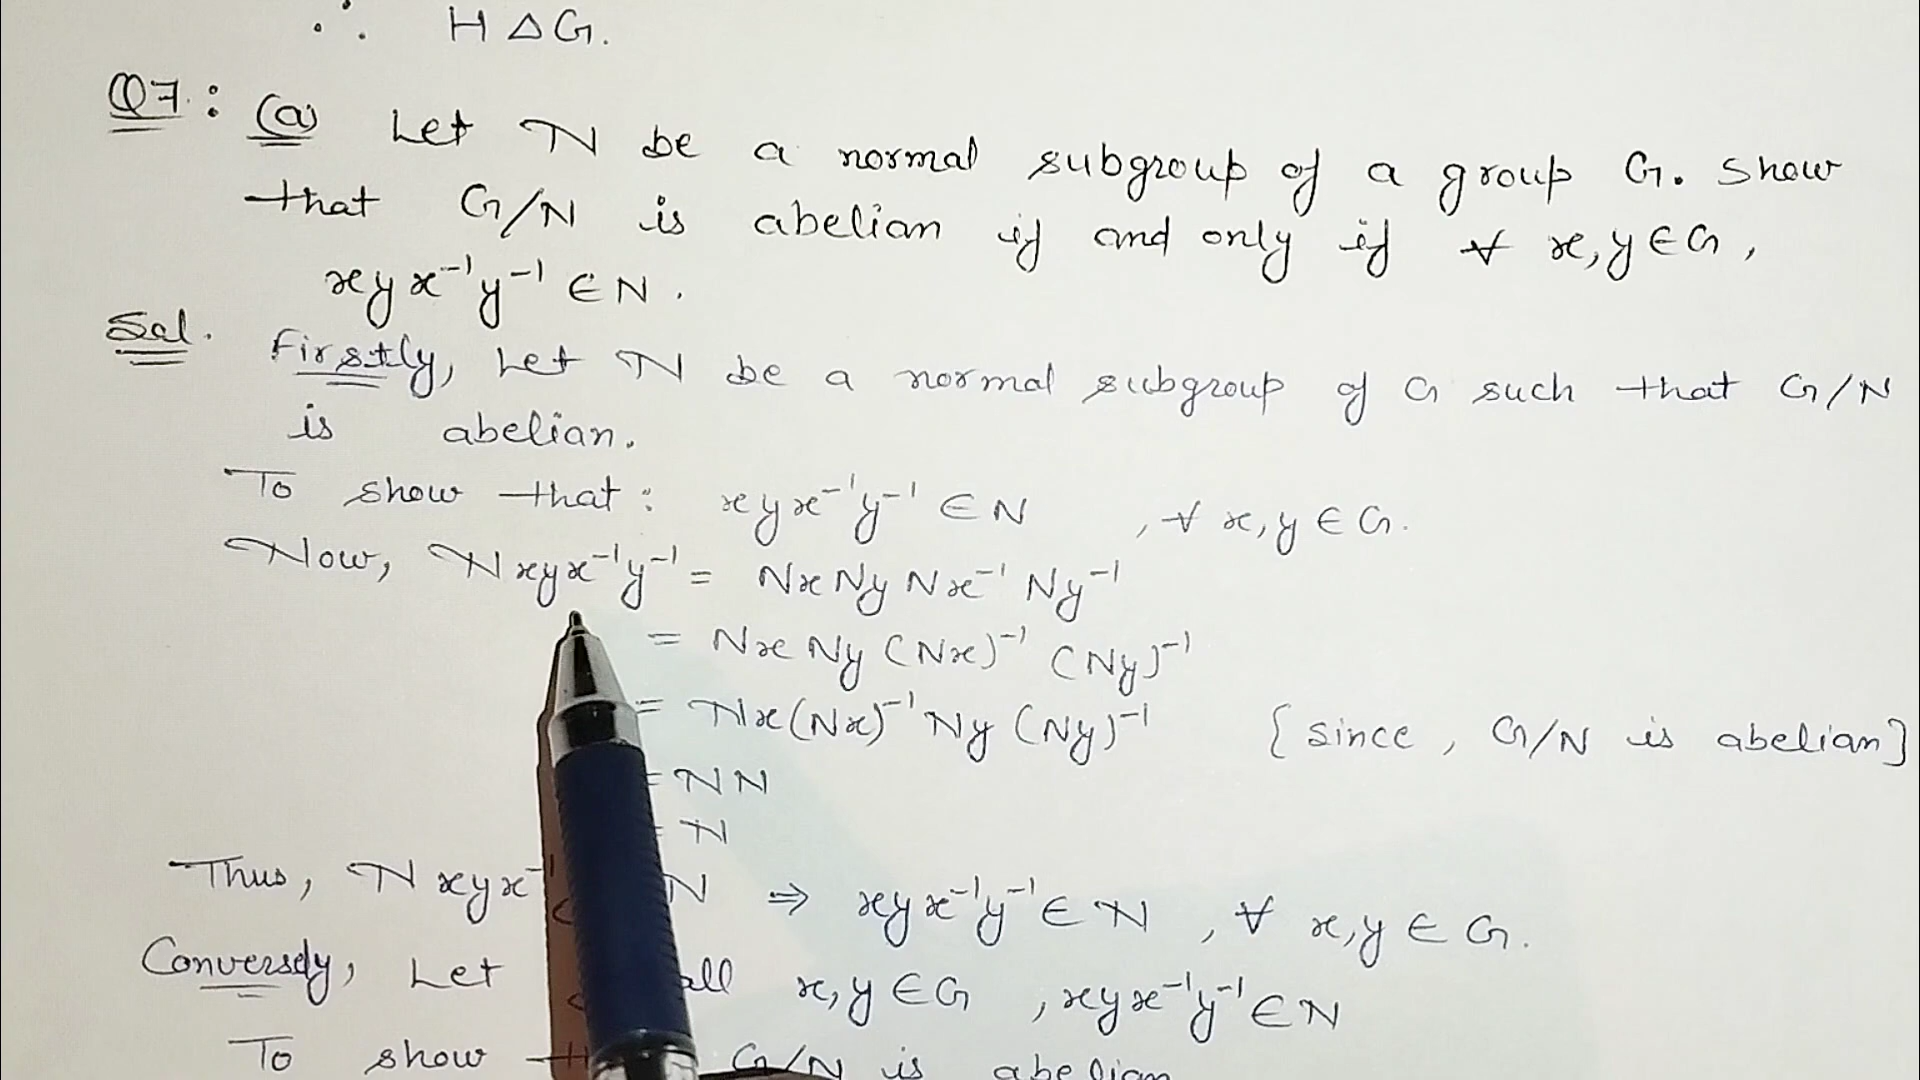 ∴ H Δ G.
Q7: (a) Let N be a normal subgroup of a group G. Show
that G/N is abelian if and only if ∀ x, y ∈ G,
xyx⁻¹y⁻¹ ∈ N.
Sol. Firstly, Let N be a normal subgroup of G such that G/N
is abelian.
To show that: xyx⁻¹y⁻¹ ∈ N , ∀ x, y ∈ G.
Now, Nxyx⁻¹y⁻¹ = Nx Ny Nx⁻¹ Ny⁻¹
= Nx Ny (Nx)⁻¹ (Ny)⁻¹
= Nx(Nx)⁻¹ Ny (Ny)⁻¹ {since, G/N is abelian]
= NN
= N
Thus, N xyx⁻¹ N ⇒ xyx⁻¹y⁻¹ ∈ N , ∀ x, y ∈ G.
Conversely, Let all x, y ∈ G , xyx⁻¹y⁻¹ ∈ N
To show G/N is abelian